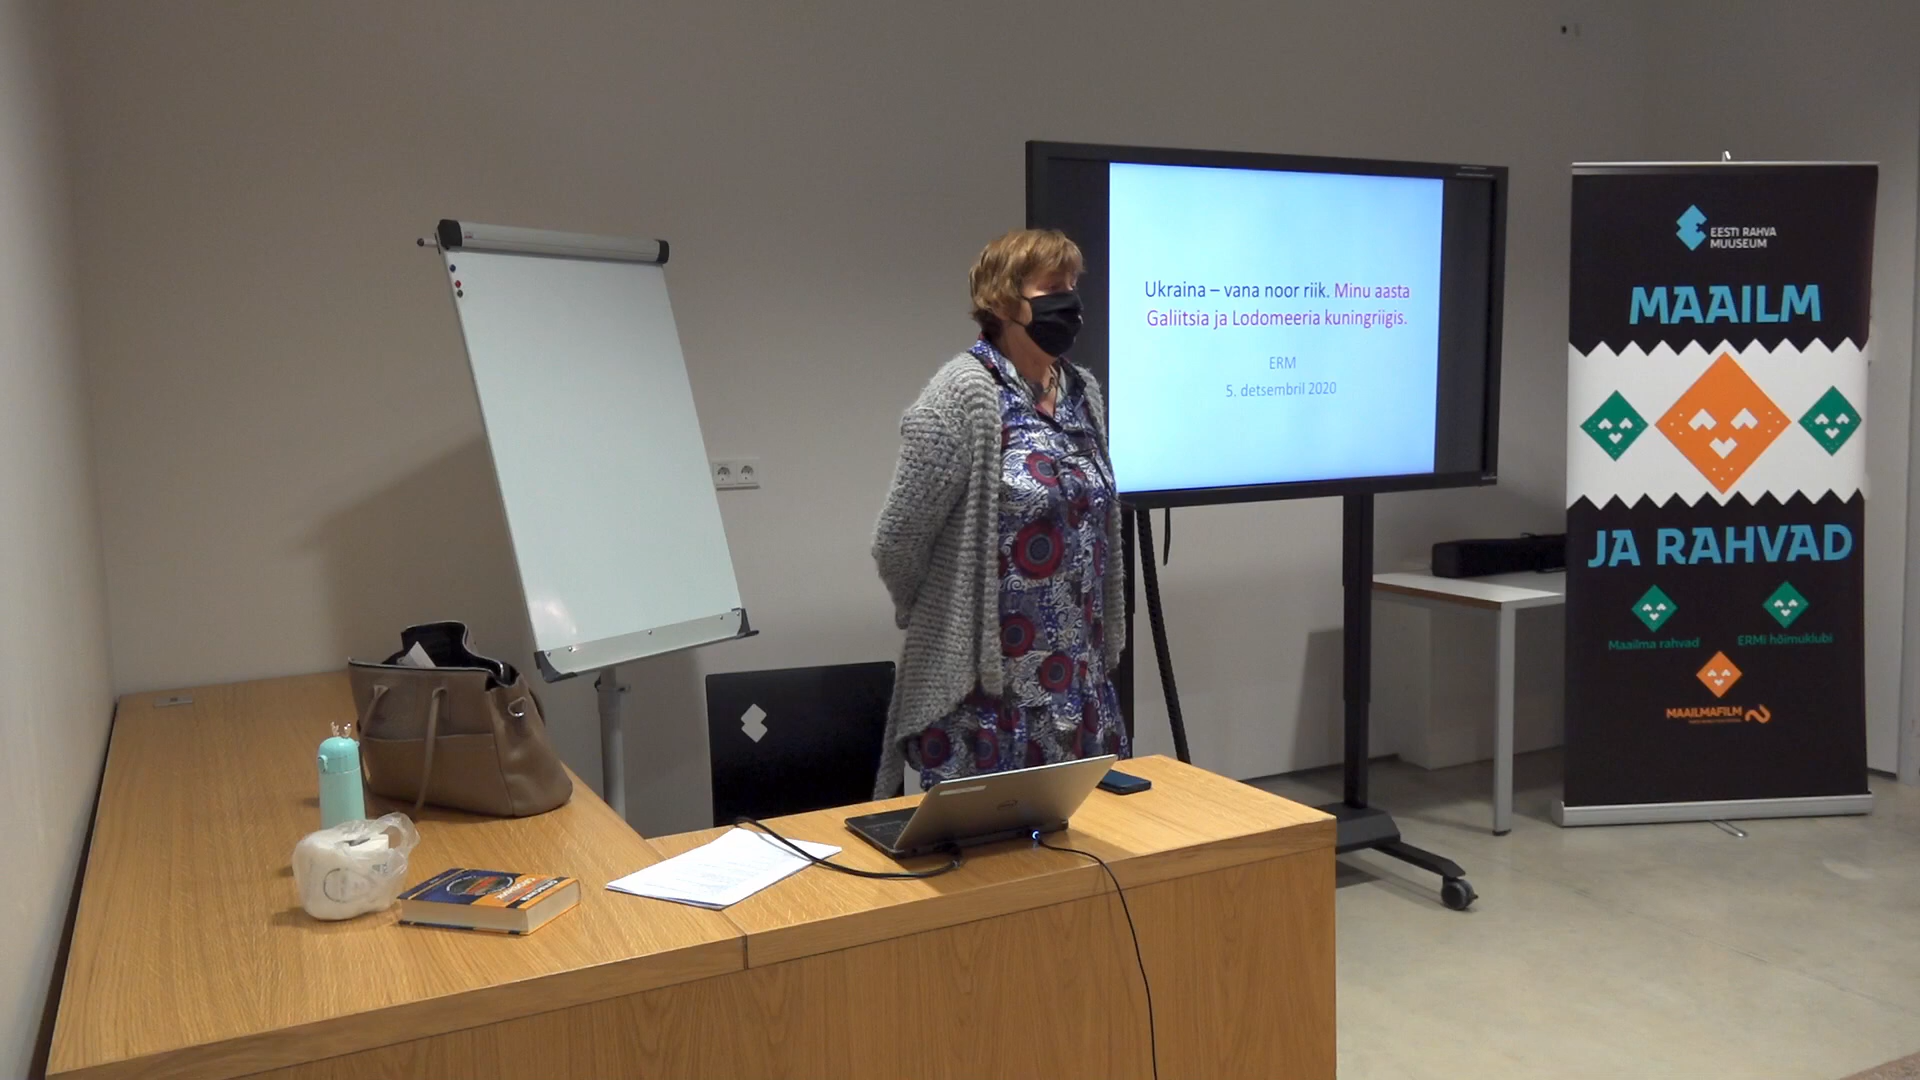 Ukraina – vana noor riik. Minu aasta
Galiitsia ja Lodomeeria kuningriigis.
ERM
5. detsembril 2020
EESTI RAHVA
MUUSEUM
MAAILM
JA RAHVAD
Maailma rahvad
ERMi hõimuklubi
MAAILMAFILM